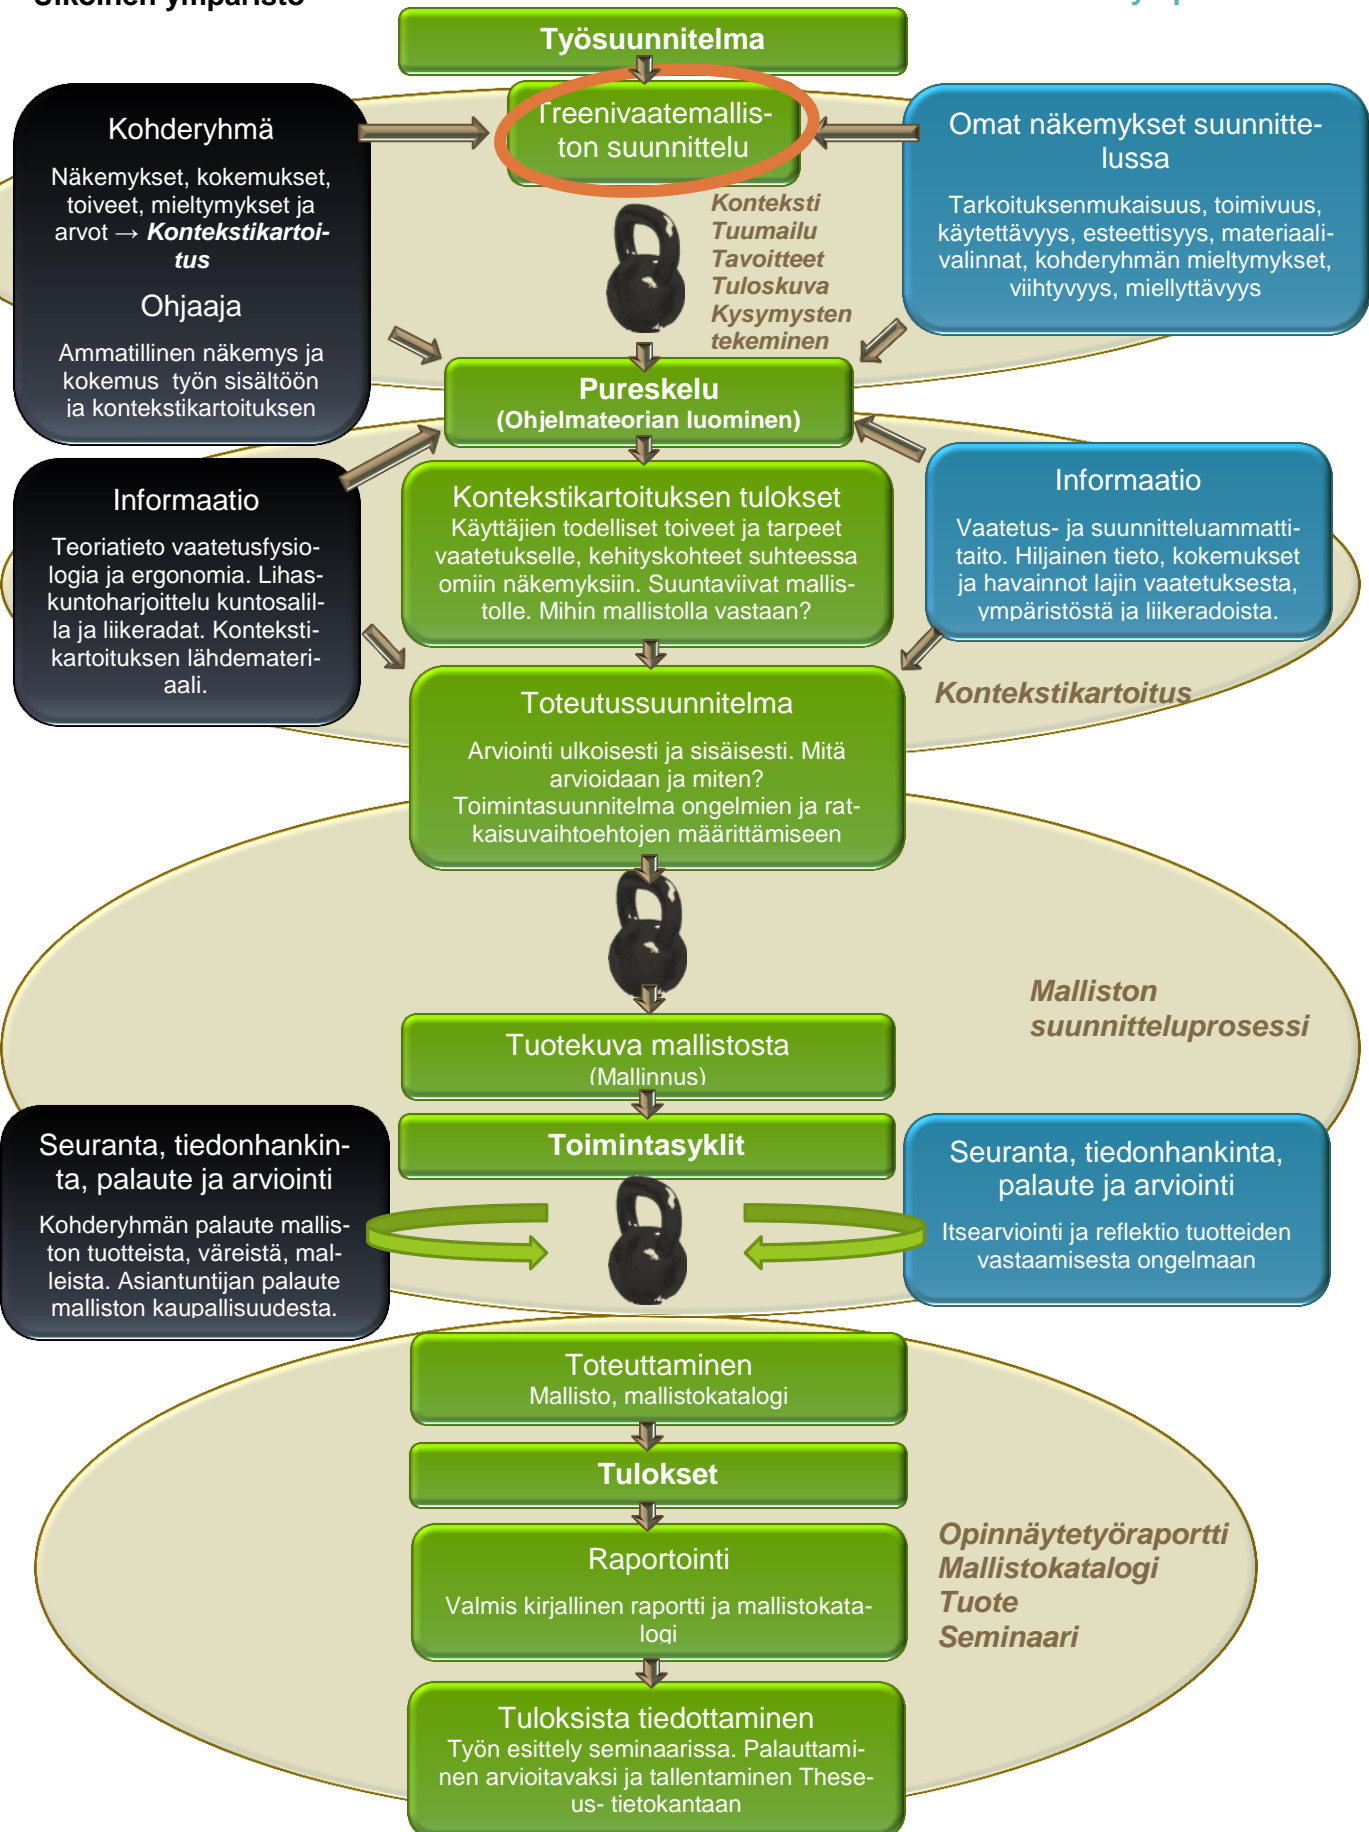 Ulkoinen ympäristö
Työsuunnitelma
Treenivaatemallis-
ton suunnittelu
Kohderyhmä
Näkemykset, kokemukset,
toiveet, mieltymykset ja
arvot → Kontekstikartoi-
tus
Ohjaaja
Ammatillinen näkemys ja
kokemus työn sisältöön
ja kontekstikartoituksen
Omat näkemykset suunnitte-
lussa
Tarkoituksenmukaisuus, toimivuus,
käytettävyys, esteettisyys, materiaali-
valinnat, kohderyhmän mieltymykset,
viihtyvyys, miellyttävyys
Konteksti
Tuumailu
Tavoitteet
Tuloskuva
Kysymysten
tekeminen
Pureskelu
(Ohjelmateorian luominen)
Informaatio
Teoriatieto vaatetusfysio-
logia ja ergonomia. Lihas-
kuntoharjoittelu kuntosalil-
la ja liikeradat. Konteksti-
kartoituksen lähdemateri-
aali.
Kontekstikartoituksen tulokset
Käyttäjien todelliset toiveet ja tarpeet
vaatetukselle, kehityskohteet suhteessa
omiin näkemyksiin. Suuntaviivat mallis-
tolle. Mihin mallistolla vastaan?
Informaatio
Vaatetus- ja suunnitteluammatti-
taito. Hiljainen tieto, kokemukset
ja havainnot lajin vaatetuksesta,
ympäristöstä ja liikeradoista.
Kontekstikartoitus
Toteutussuunnitelma
Arviointi ulkoisesti ja sisäisesti. Mitä
arvioidaan ja miten?
Toimintasuunnitelma ongelmien ja rat-
kaisuvaihtoehtojen määrittämiseen
Malliston
suunnitteluprosessi
Tuotekuva mallistosta
(Mallinnus)
Toimintasyklit
Seuranta, tiedonhankin-
ta, palaute ja arviointi
Kohderyhmän palaute mallis-
ton tuotteista, väreistä, mal-
leista. Asiantuntijan palaute
malliston kaupallisuudesta.
Seuranta, tiedonhankinta,
palaute ja arviointi
Itsearviointi ja reflektio tuotteiden
vastaamisesta ongelmaan
Toteuttaminen
Mallisto, mallistokatalogi
Tulokset
Raportointi
Valmis kirjallinen raportti ja mallistokata-
logi
Opinnäytetyöraportti
Mallistokatalogi
Tuote
Seminaari
Tuloksista tiedottaminen
Työn esittely seminaarissa. Palauttami-
nen arvioitavaksi ja tallentaminen These-
us- tietokantaan